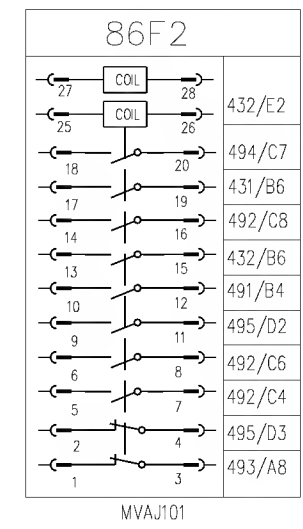 86F2
COIL
27 28
COIL 432/E2
25 26
494/C7
18 20
431/B6
17 19
492/C8
14 16
432/B6
13 15
491/B4
10 12
495/D2
9 11
492/C6
6 8
492/C4
5 7
495/D3
2 4
493/A8
1 3
MVAJ101